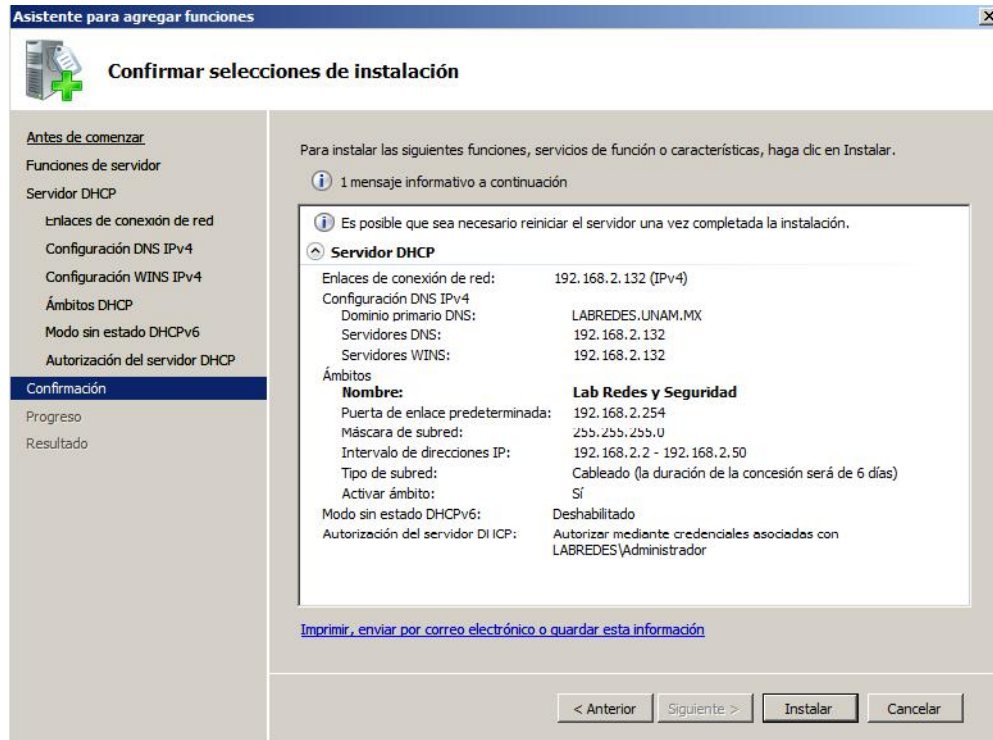 Asistente para agregar funciones
Confirmar selecciones de instalación
Antes de comenzar
Funciones de servidor
Servidor DHCP
Enlaces de conexión de red
Configuración DNS IPv4
Configuración WINS IPv4
Ámbitos DHCP
Modo sin estado DHCPv6
Autorización del servidor DHCP
Confirmación
Progreso
Resultado
Para instalar las siguientes funciones, servicios de función o características, haga clic en Instalar.
1 mensaje informativo a continuación
Es posible que sea necesario reiniciar el servidor una vez completada la instalación.
Servidor DHCP
Enlaces de conexión de red: 192.168.2.132 (IPv4)
Configuración DNS IPv4
Dominio primario DNS: LABREDES.UNAM.MX
Servidores DNS: 192.168.2.132
Servidores WINS: 192.168.2.132
Ámbitos
Nombre: Lab Redes y Seguridad
Puerta de enlace predeterminada: 192.168.2.254
Máscara de subred: 255.255.255.0
Intervalo de direcciones IP: 192.168.2.2 - 192.168.2.50
Tipo de subred: Cableado (la duración de la concesión será de 6 días)
Activar ámbito: Sí
Modo sin estado DHCPv6: Deshabilitado
Autorización del servidor DHCP: Autorizar mediante credenciales asociadas con
LABREDES\Administrador
Imprimir, enviar por correo electrónico o guardar esta información
< Anterior Siguiente > Instalar Cancelar